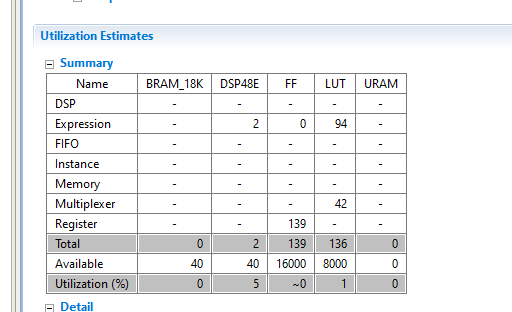 Utilization Estimates
Summary
Name BRAM_18K DSP48E FF LUT URAM
DSP - - - - -
Expression - 2 0 94 -
FIFO - - - - -
Instance - - - - -
Memory - - - - -
Multiplexer - - - 42 -
Register - - 139 - -
Total 0 2 139 136 0
Available 40 40 16000 8000 0
Utilization (%) 0 5 ~0 1 0
Detail